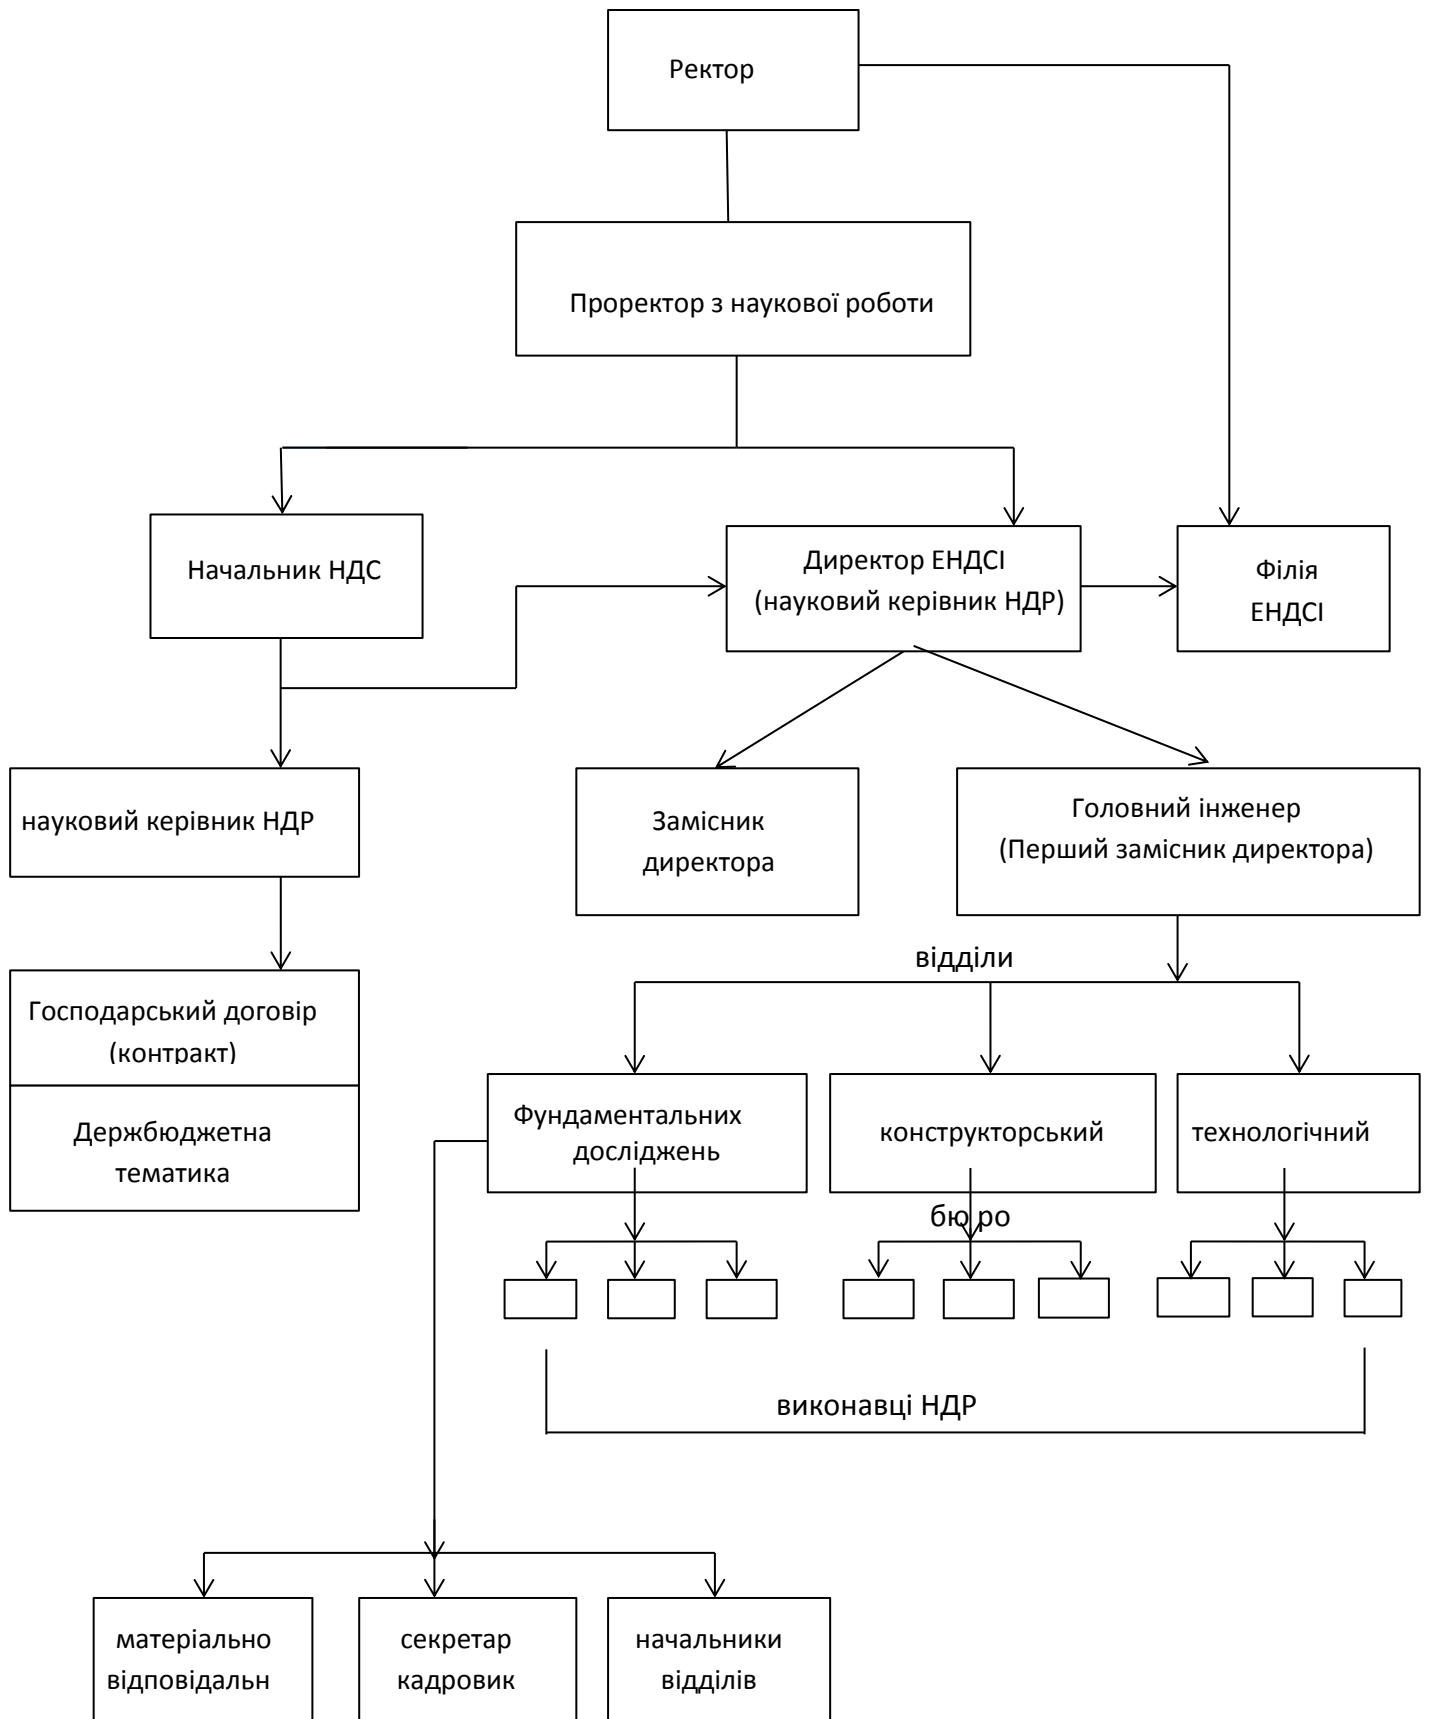 Ректор
Проректор з наукової роботи
Начальник НДС
Директор ЕНДСІ
(науковий керівник НДР)
Філія
ЕНДСІ
науковий керівник НДР
Замісник
директора
Головний інженер
(Перший замісник директора)
відділи
Господарський договір
(контракт)
Держбюджетна
тематика
Фундаментальних
досліджень
конструкторський
технологічний
бю ро
виконавці НДР
матеріально
відповідальн
секретар
кадровик
начальники
відділів